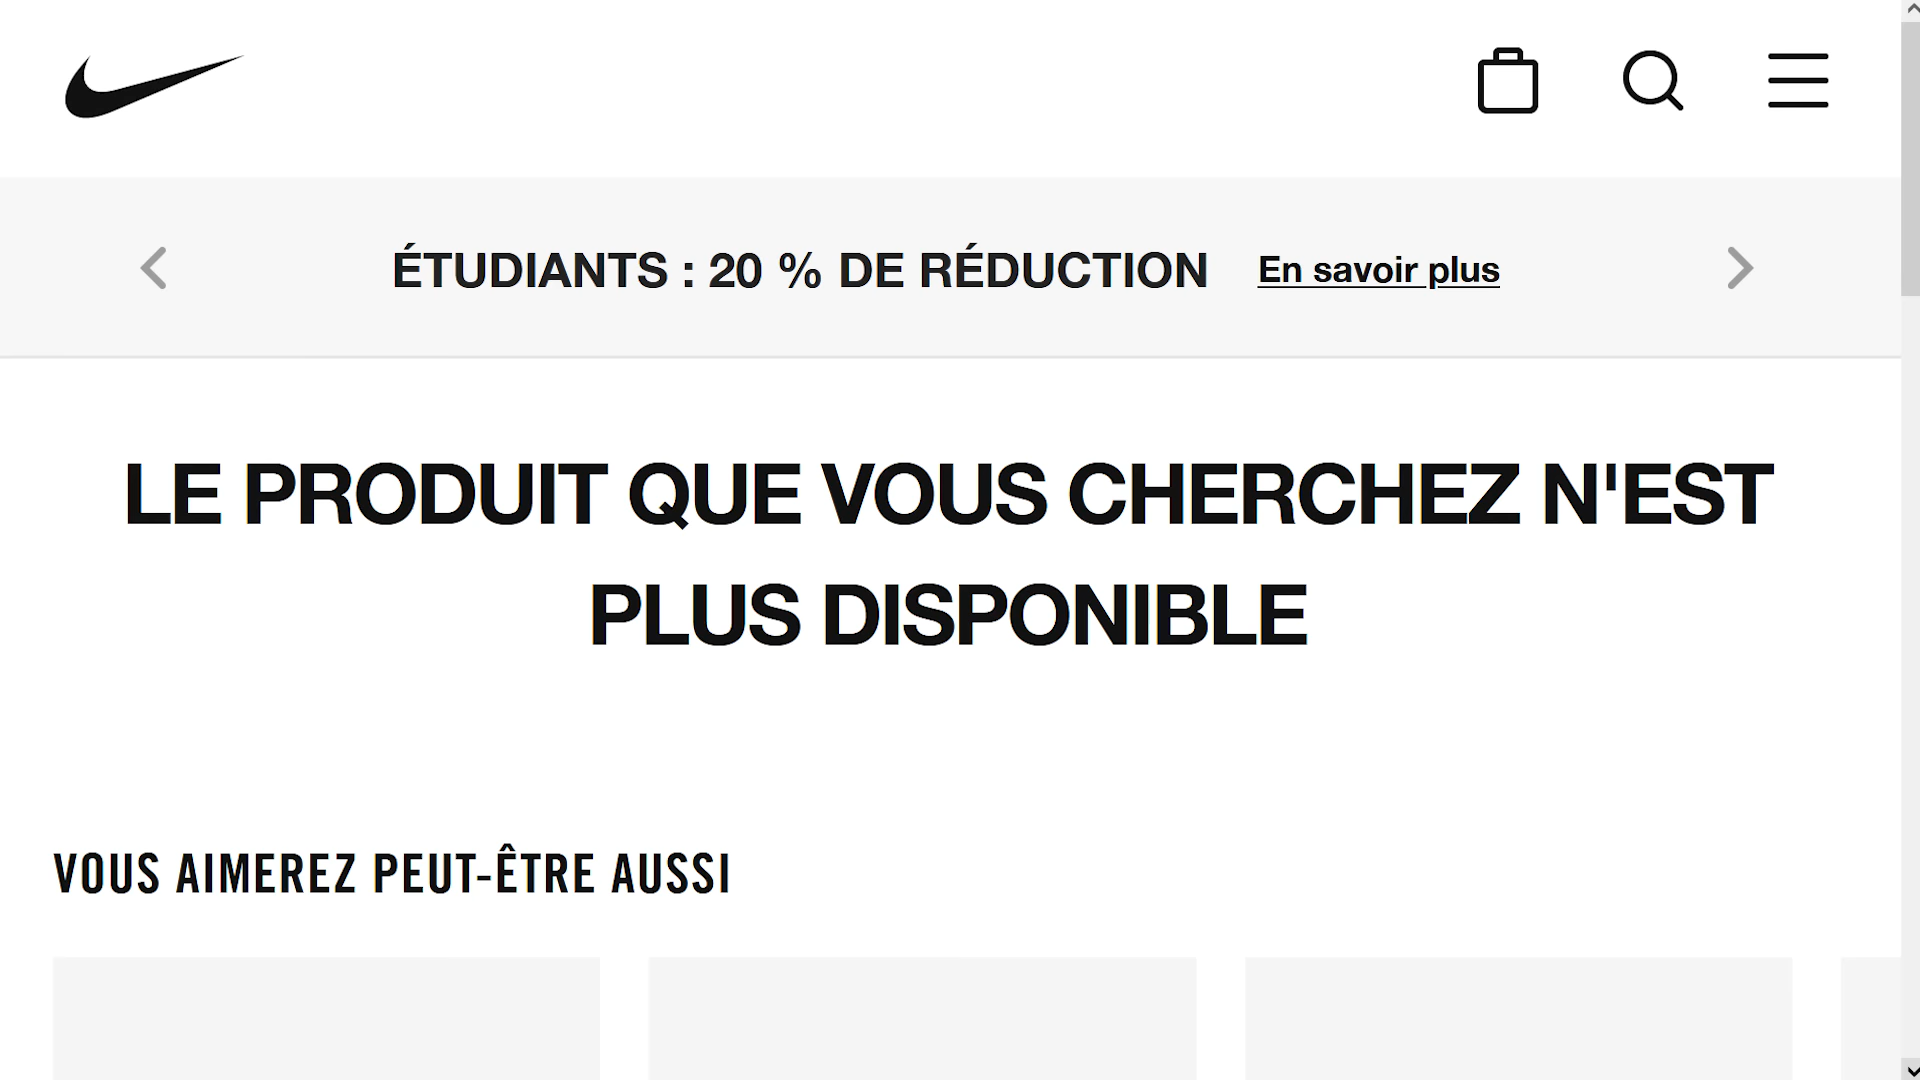 ÉTUDIANTS : 20 % DE RÉDUCTION En savoir plus
LE PRODUIT QUE VOUS CHERCHEZ N'EST
PLUS DISPONIBLE
VOUS AIMEREZ PEUT-ÊTRE AUSSI